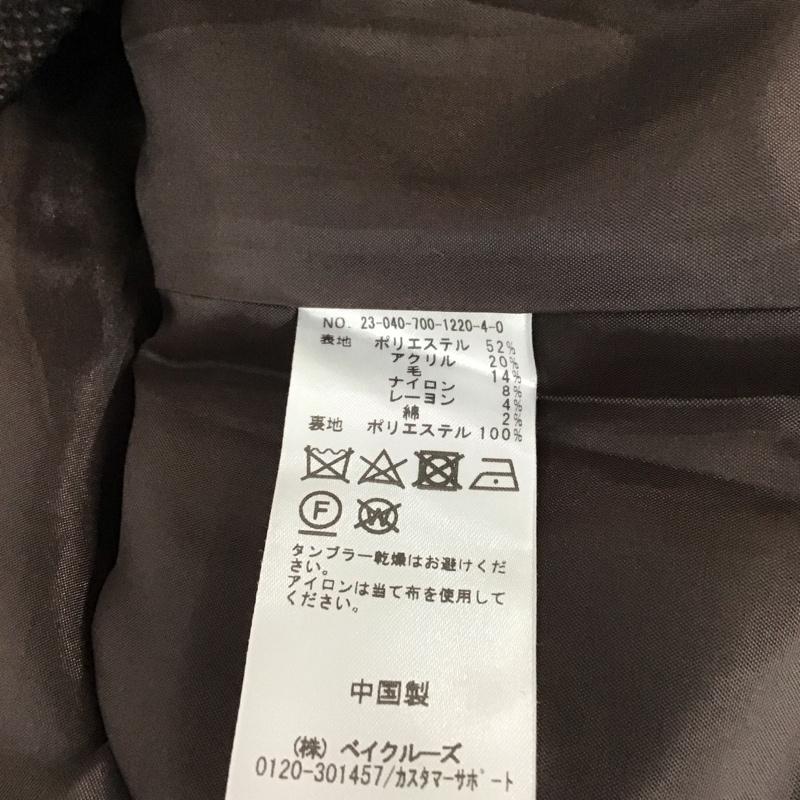 NO. 23-040-700-1220-4-0
表地 ポリエステル 52%
アクリル 20%
毛 14%
ナイロン 8%
レーヨン 4%
綿 2%
裏地 ポリエステル 100%
F W
タンブラー乾燥はお避けくだ
さい。
アイロンは当て布を使用して
ください。
中国製
(株) ベイクルーズ
0120-301457/カスタマーサポート